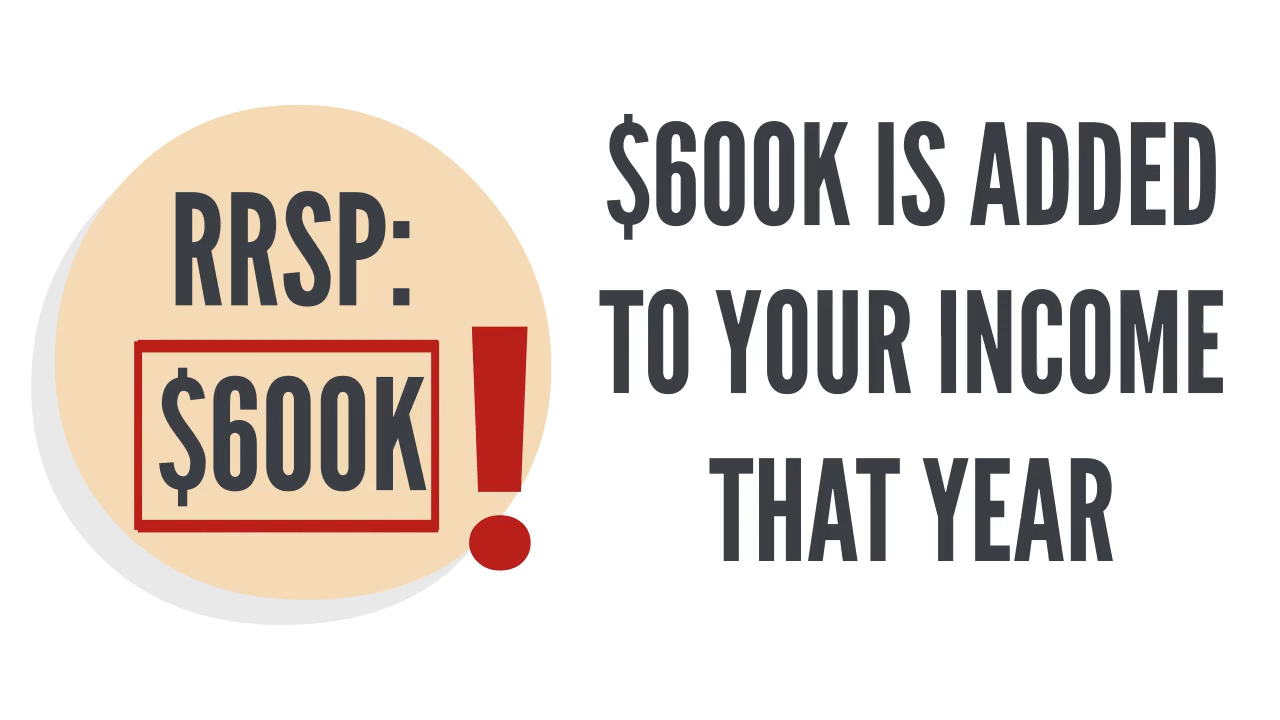 RRSP:
$600K
$600K IS ADDED
TO YOUR INCOME
THAT YEAR